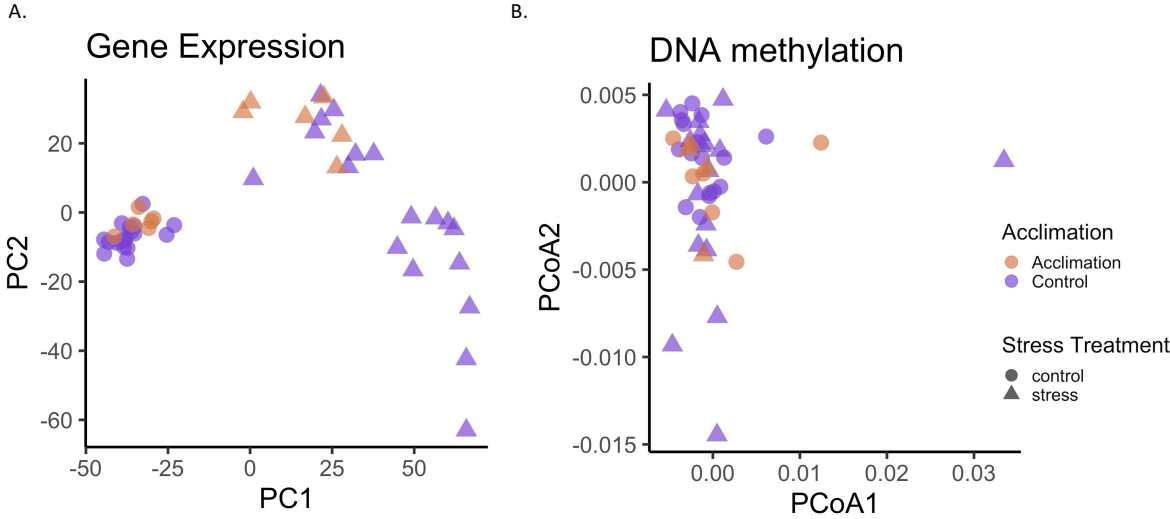 A.
Gene Expression
20
0
-20
-40
-60
-50
-25
0
25
50
PC1
PC2
B.
DNA methylation
0.005
0.000
-0.005
-0.010
-0.015
0.00
0.01
0.02
0.03
PCoA1
PCoA2
Acclimation
Acclimation
Control
Stress Treatment
control
stress